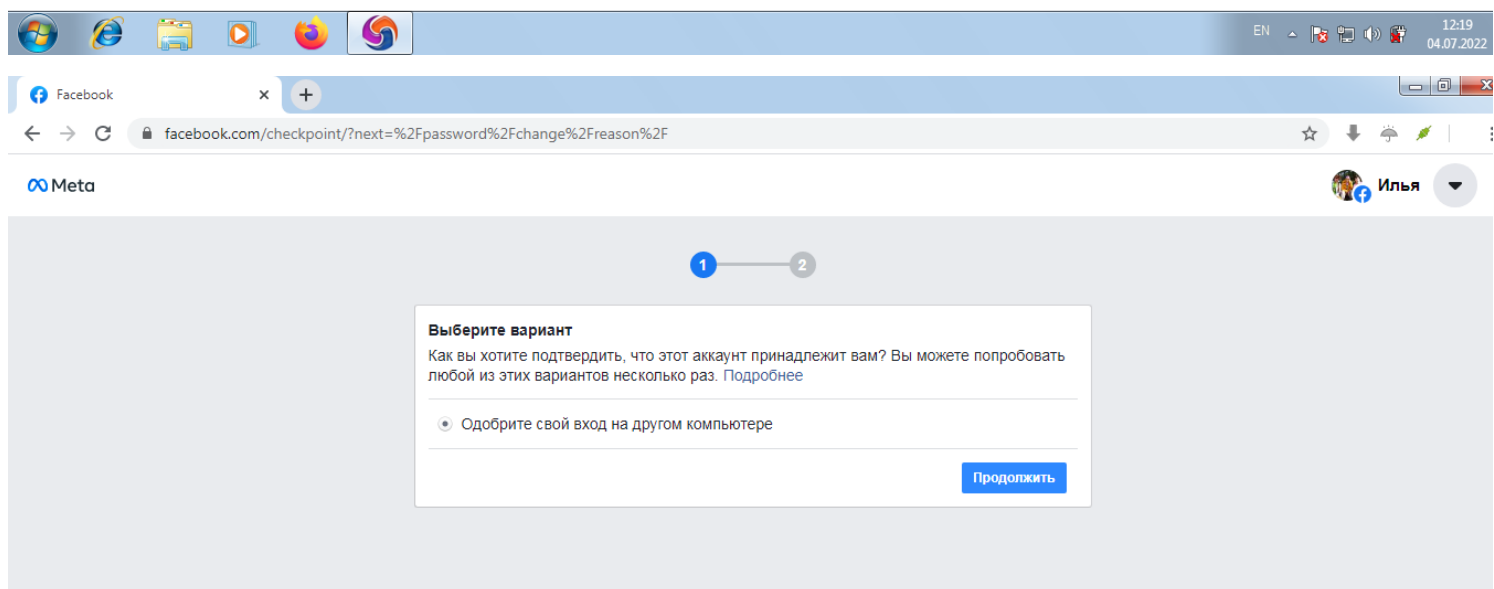 EN
12:19
04.07.2022
Facebook
facebook.com/checkpoint/?next=%2Fpassword%2Fchange%2Freason%2F
Meta
Илья
1
2
Выберите вариант
Как вы хотите подтвердить, что этот аккаунт принадлежит вам? Вы можете попробовать
любой из этих вариантов несколько раз. Подробнее
Одобрите свой вход на другом компьютере
Продолжить